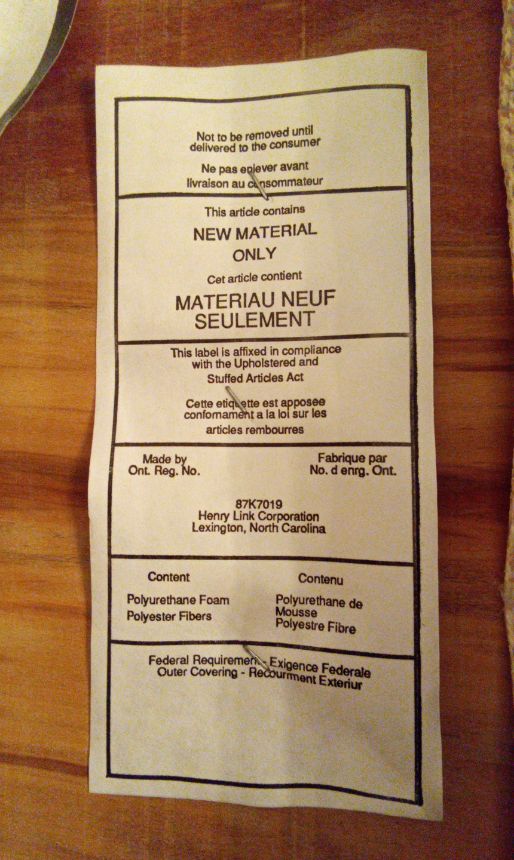 Not to be removed until
delivered to the consumer
Ne pas enlever avant
livraison au consommateur
This article contains
NEW MATERIAL
ONLY
Cet article contient
MATERIAU NEUF
SEULEMENT
This label is affixed in compliance
with the Upholstered and
Stuffed Articles Act
Cette etiquette est apposee
confornament a la loi sur les
articles rembourres
Made by
Ont. Reg. No.
Fabrique par
No. d enrg. Ont.
87K7019
Henry Link Corporation
Lexington, North Carolina
Content
Polyurethane Foam
Polyester Fibers
Contenu
Polyurethane de
Mousse
Polyestre Fibre
Federal Requirement - Exigence Federale
Outer Covering - Recourment Exteriur